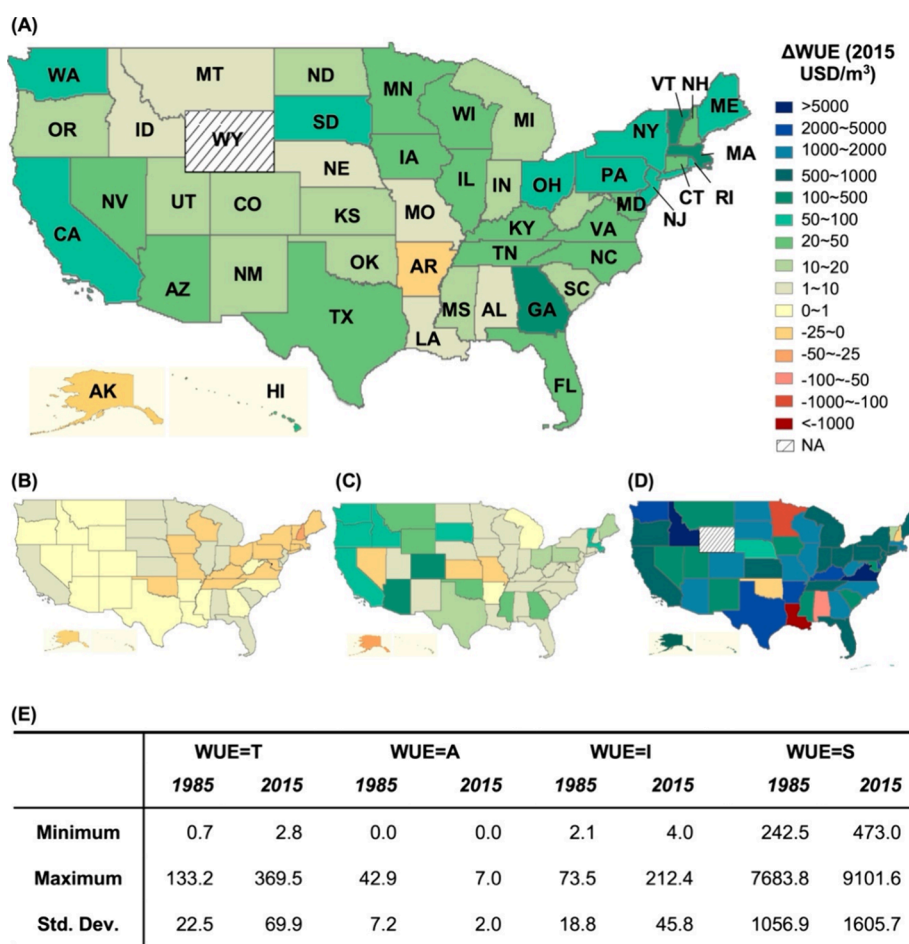 (A)
ΔWUE (2015
USD/m³)
>5000
2000~5000
1000~2000
500~1000
100~500
50~100
20~50
10~20
1~10
0~1
-25~0
-50~-25
-100~-50
-1000~-100
<-1000
NA
WA
MT
ND
MN
VT NH
ME
OR
ID
WY
SD
WI
MI
NY
MA
NV
UT
CO
NE
IA
IL
IN
OH
PA
CT
RI
NJ
CA
KS
MO
KY
MD
VA
AZ
NM
OK
AR
TN
NC
TX
LA
MS
AL
GA
SC
FL
AK
HI
(B)
(C)
(D)
(E)
WUE=T WUE=A WUE=I WUE=S
1985 2015 1985 2015 1985 2015 1985 2015
Minimum 0.7 2.8 0.0 0.0 2.1 4.0 242.5 473.0
Maximum 133.2 369.5 42.9 7.0 73.5 212.4 7683.8 9101.6
Std. Dev. 22.5 69.9 7.2 2.0 18.8 45.8 1056.9 1605.7